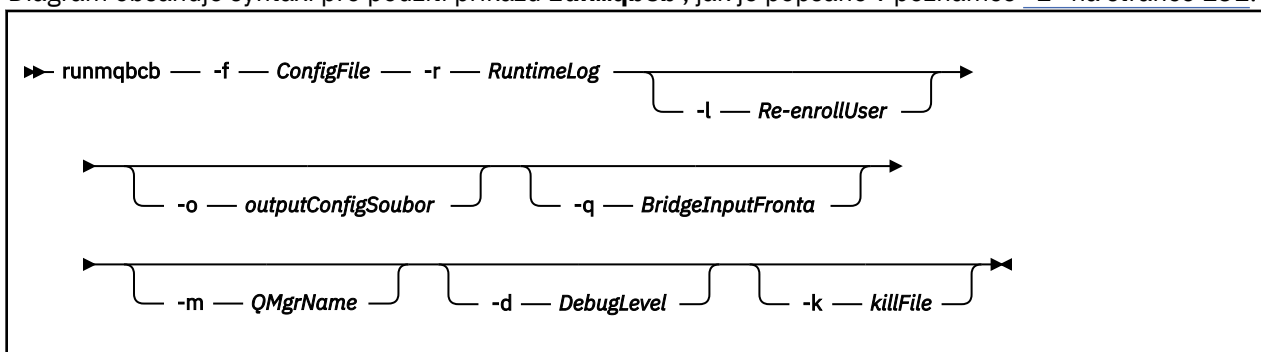 runmqbcb -f ConfigFile -r RuntimeLog
-l Re-enrollUser
-o outputConfigSoubor -q BridgeInputFronta
-m QMgrName -d DebugLevel -k killFile